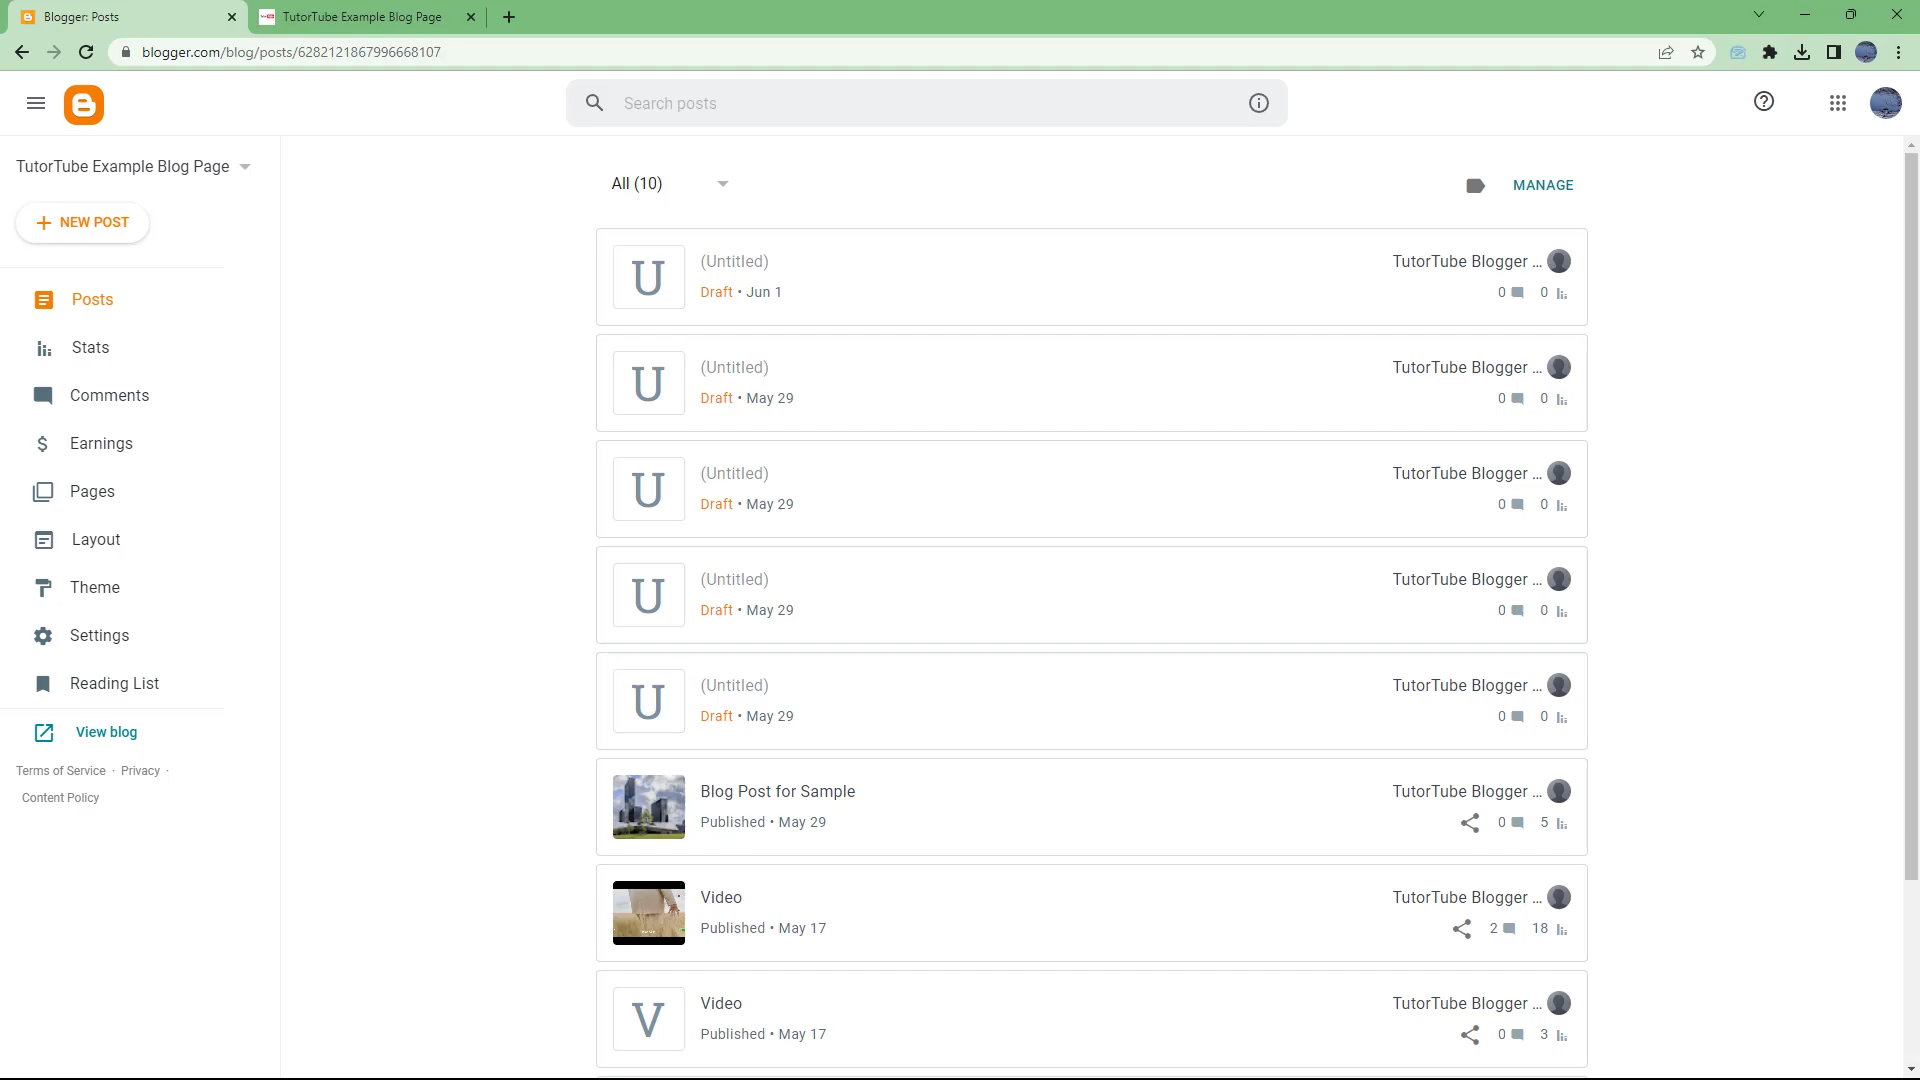 Blogger: Posts
TutorTube Example Blog Page
blogger.com/blog/posts/6282121867996668107
Search posts
TutorTube Example Blog Page
NEW POST
Posts
Stats
Comments
Earnings
Pages
Layout
Theme
Settings
Reading List
View blog
Terms of Service · Privacy ·
Content Policy
All (10)
MANAGE
U
(Untitled)
TutorTube Blogger ...
Draft • Jun 1
0 0
U
(Untitled)
TutorTube Blogger ...
Draft • May 29
0 0
U
(Untitled)
TutorTube Blogger ...
Draft • May 29
0 0
U
(Untitled)
TutorTube Blogger ...
Draft • May 29
0 0
U
(Untitled)
TutorTube Blogger ...
Draft • May 29
0 0
Blog Post for Sample
TutorTube Blogger ...
Published • May 29
0 5
Video
TutorTube Blogger ...
Published • May 17
2 18
V
Video
TutorTube Blogger ...
Published • May 17
0 3